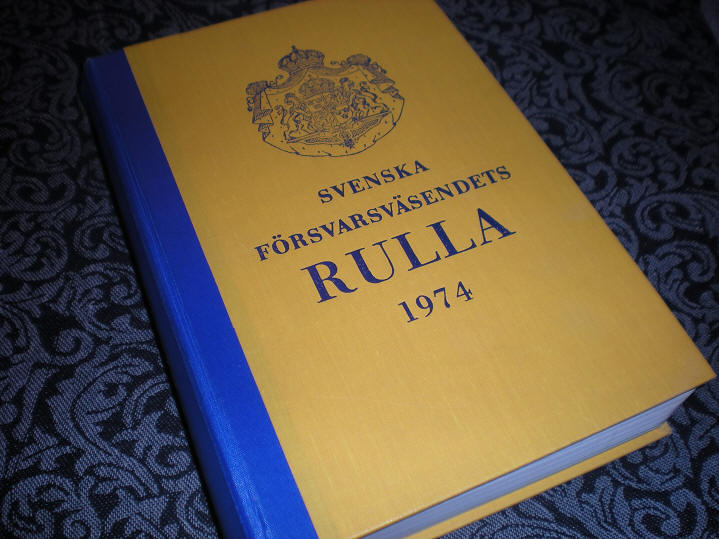 SVENSKA
FÖRSVARSVÄSENDETS
RULLA
1974